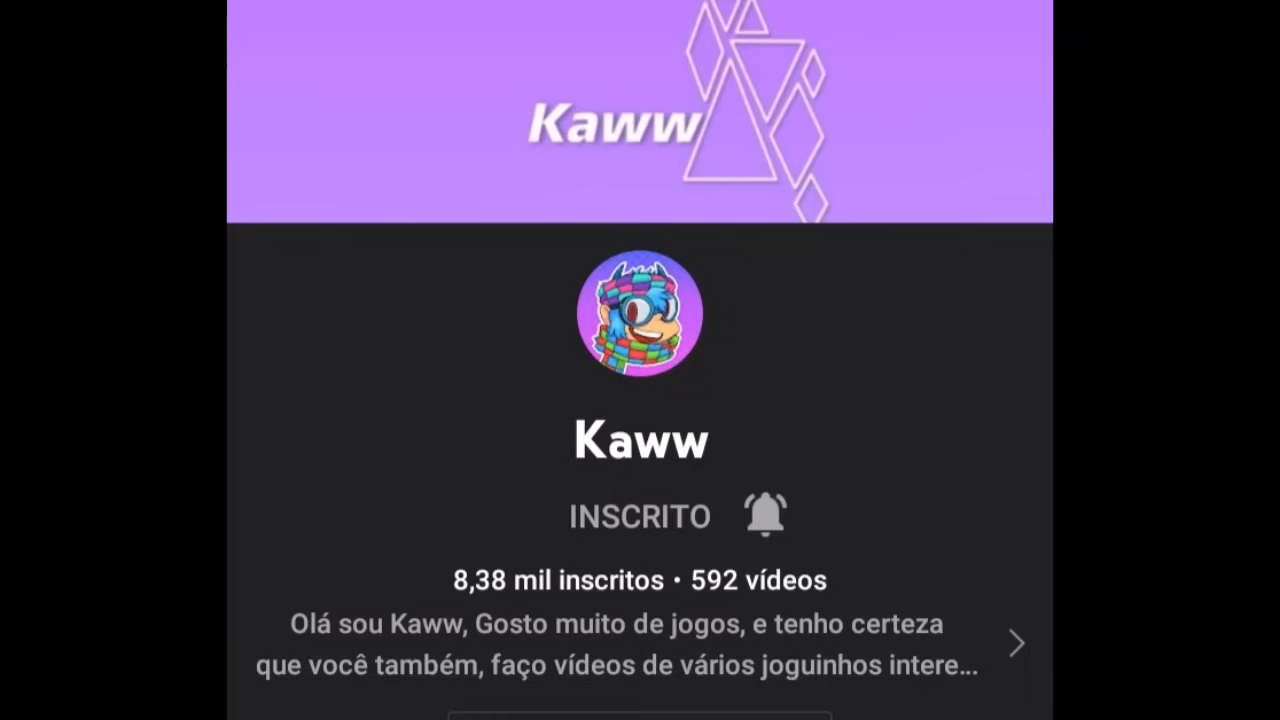 Kaww
Kaww
INSCRITO
8,38 mil inscritos • 592 vídeos
Olá sou Kaww, Gosto muito de jogos, e tenho certeza
que você também, faço vídeos de vários joguinhos intere...